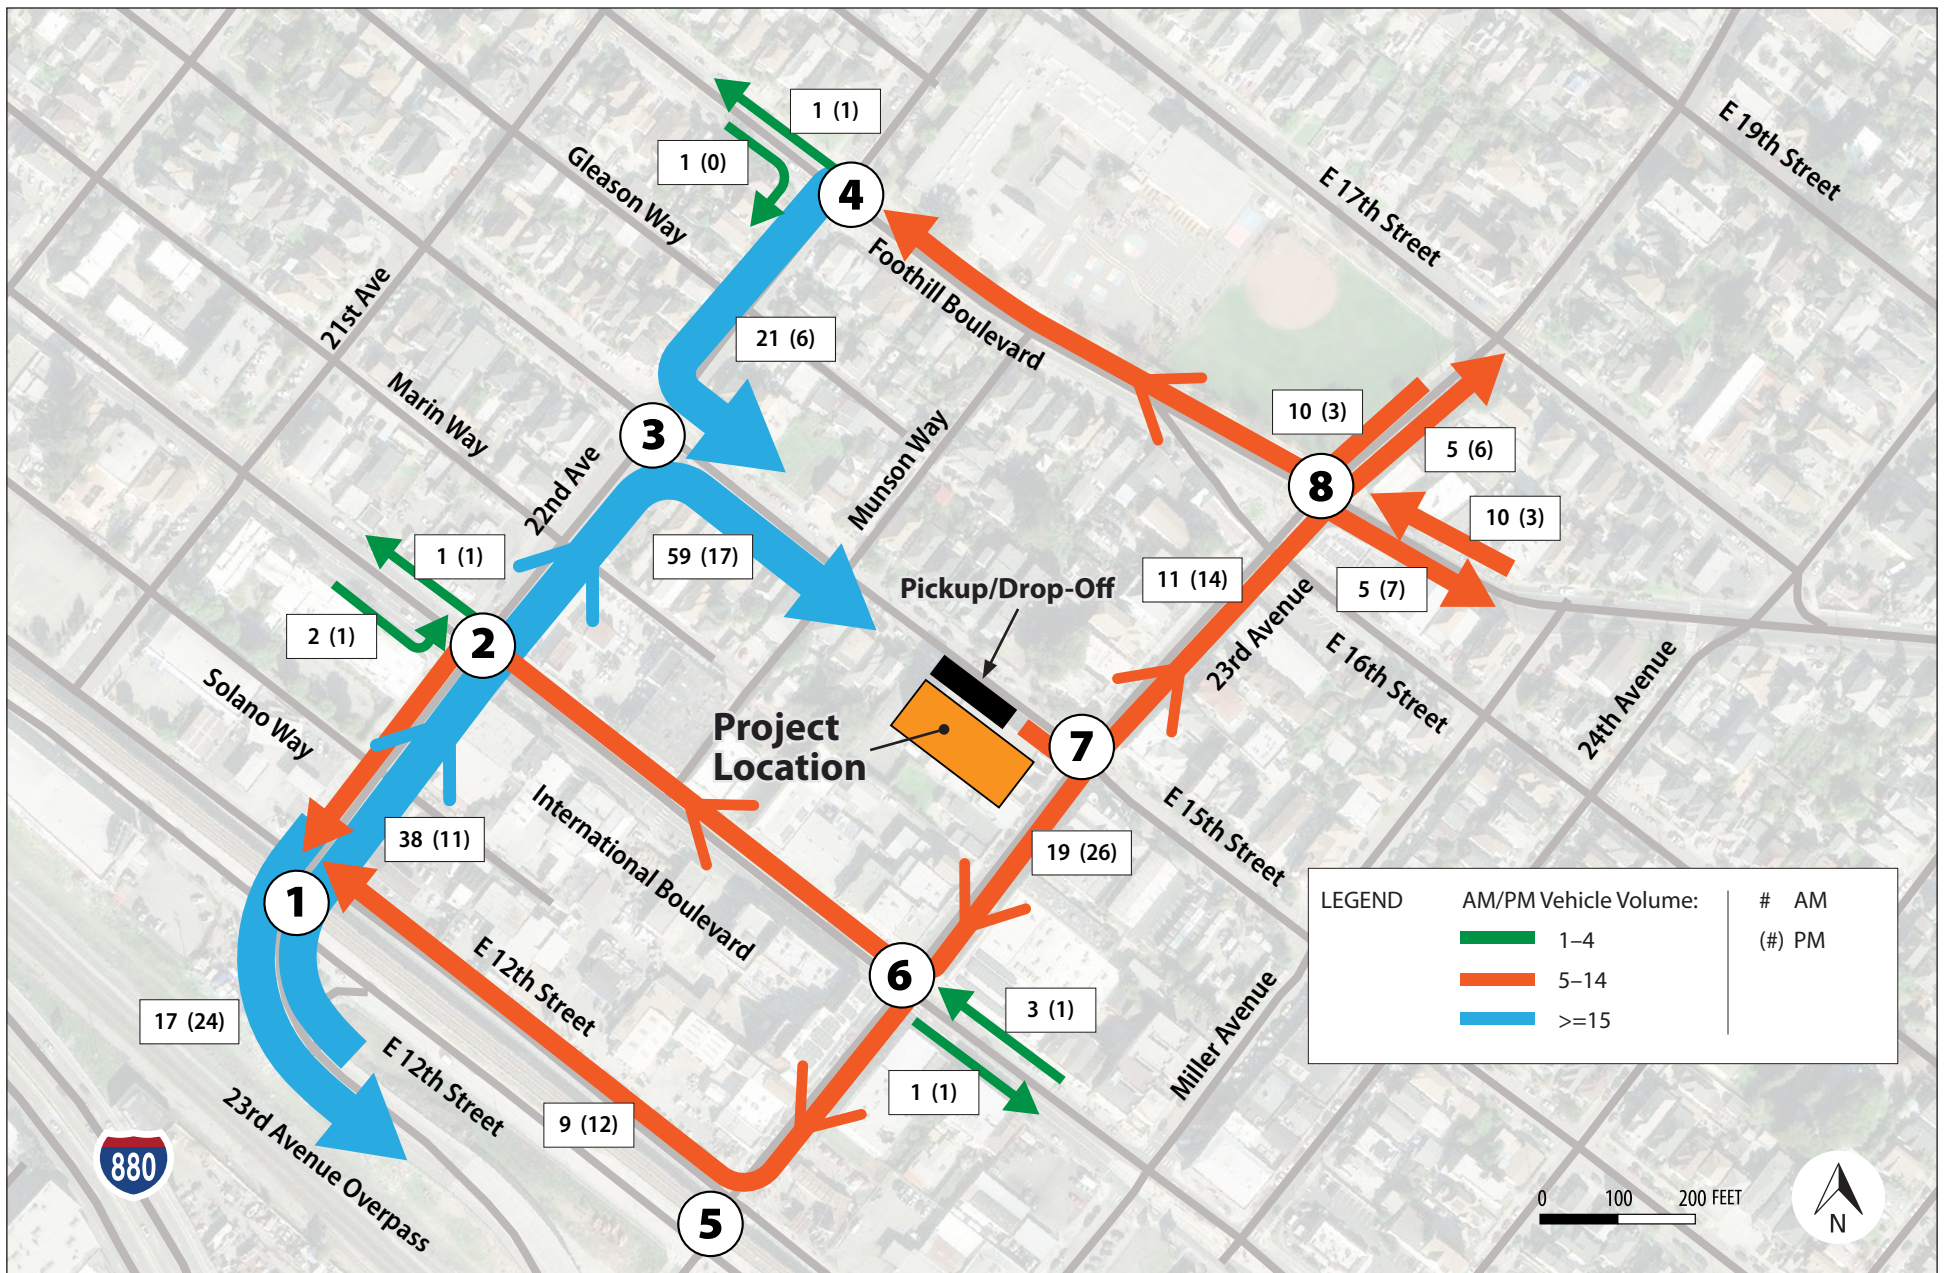 1 (1)
1 (0)
4
Gleason Way
Foothill Boulevard
E 17th Street
E 19th Street
21st Ave
21 (6)
Marin Way
3
22nd Ave
Munson Way
10 (3)
5 (6)
8
10 (3)
1 (1)
59 (17)
11 (14)
5 (7)
Pickup/Drop-Off
2 (1)
2
23rd Avenue
E 16th Street
24th Avenue
Solano Way
Project
Location
7
38 (11)
International Boulevard
19 (26)
E 15th Street
1
E 12th Street
6
3 (1)
1 (1)
Miller Avenue
17 (24)
E 12th Street
9 (12)
23rd Avenue Overpass
880
5
LEGEND
AM/PM Vehicle Volume:
1–4
5–14
>=15
# AM
(#) PM
0 100 200 FEET
N